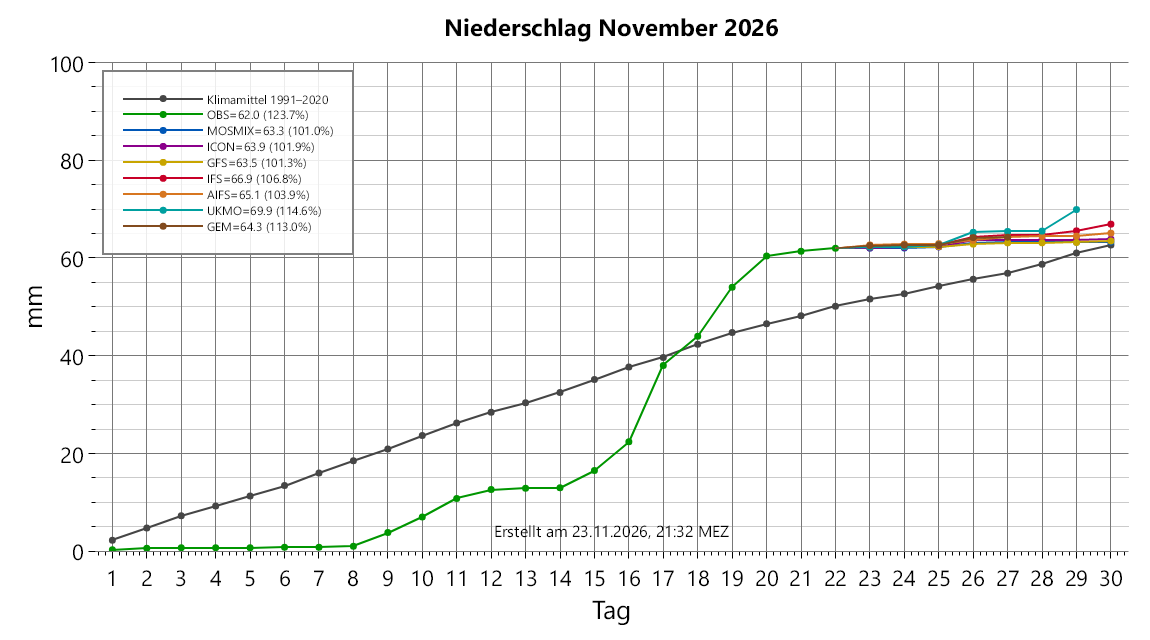 Niederschlag November 2026
100
80
60
40
20
0
mm
Klimamittel 1991–2020
OBS=62.0 (123.7%)
MOSMIX=63.3 (101.0%)
ICON=63.9 (101.9%)
GFS=63.5 (101.3%)
IFS=66.9 (106.8%)
AIFS=65.1 (103.9%)
UKMO=69.9 (114.6%)
GEM=64.3 (113.0%)
Erstellt am 23.11.2026, 21:32 MEZ
1 2 3 4 5 6 7 8 9 10 11 12 13 14 15 16 17 18 19 20 21 22 23 24 25 26 27 28 29 30
Tag